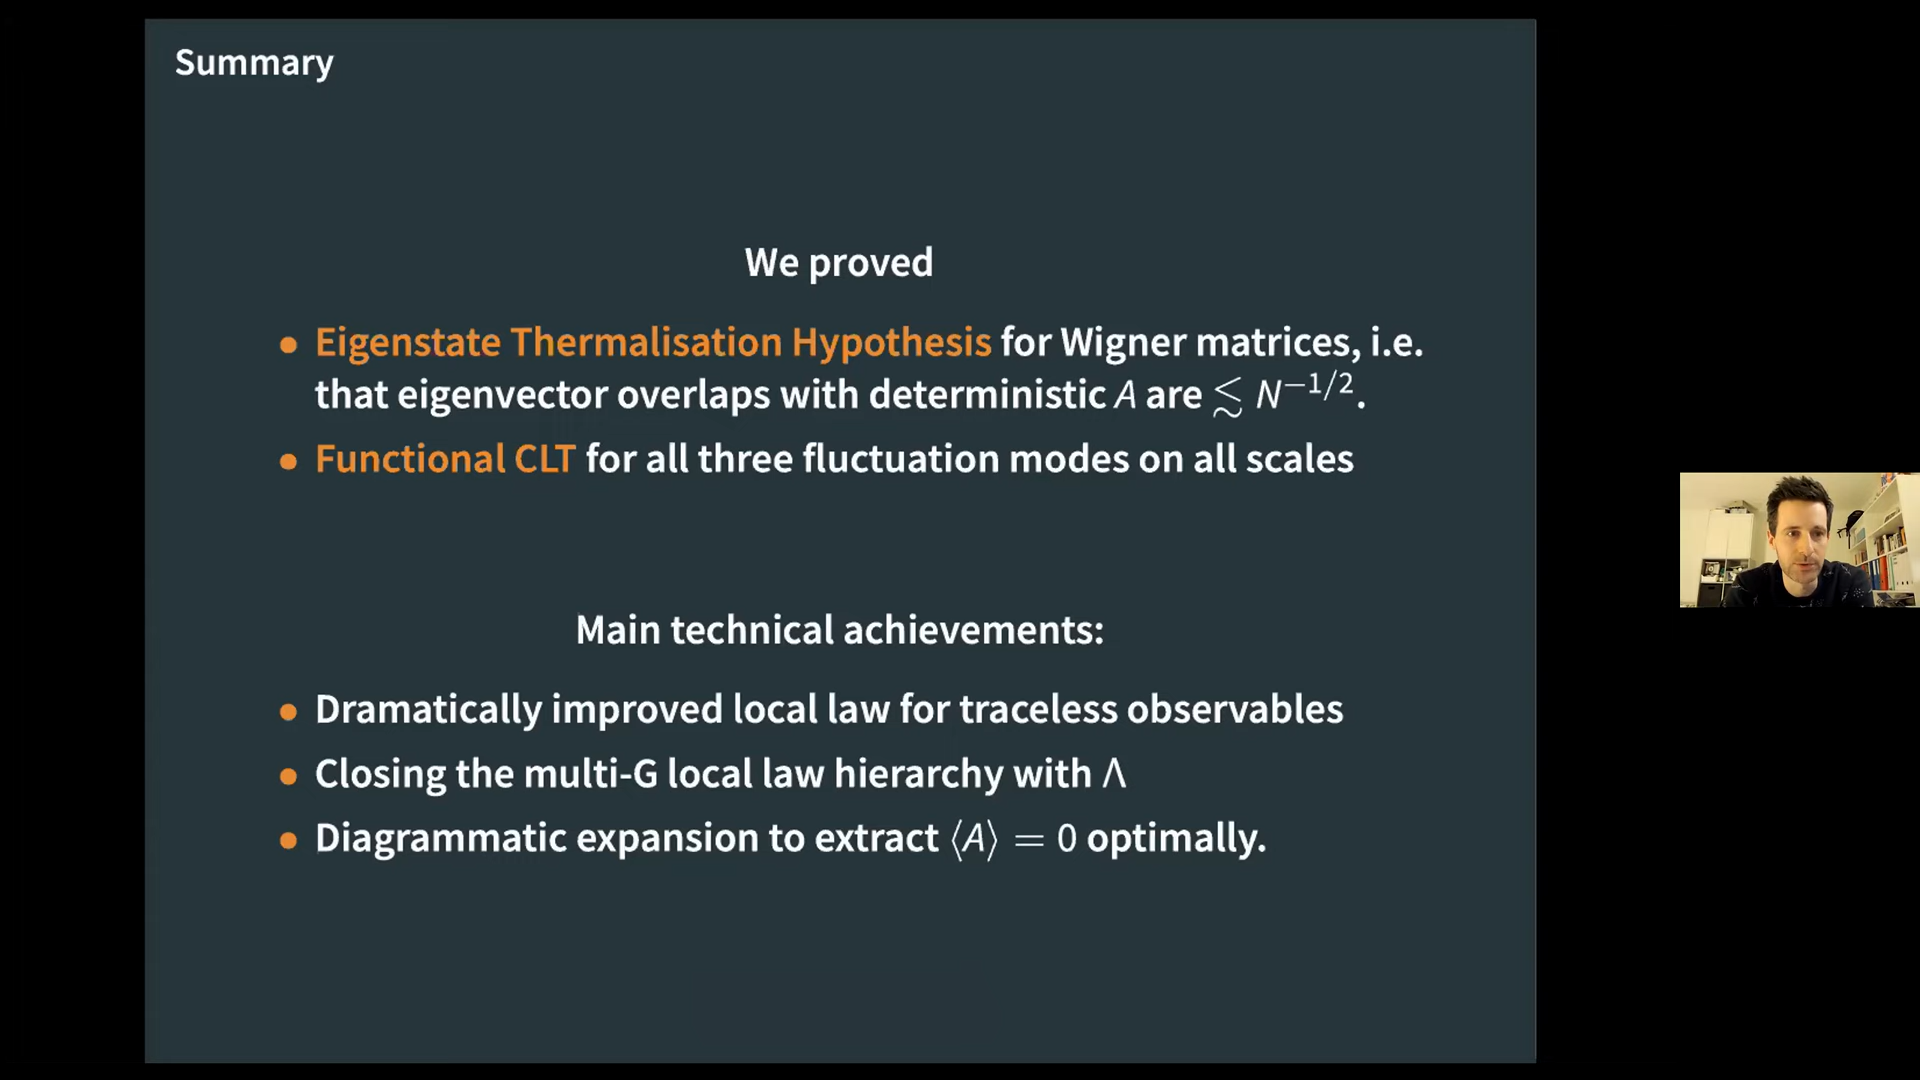 Summary
We proved
• Eigenstate Thermalisation Hypothesis for Wigner matrices, i.e.
that eigenvector overlaps with deterministic A are ≲ N^{−1/2}.
• Functional CLT for all three fluctuation modes on all scales
Main technical achievements:
• Dramatically improved local law for traceless observables
• Closing the multi-G local law hierarchy with Λ
• Diagrammatic expansion to extract ⟨A⟩ = 0 optimally.